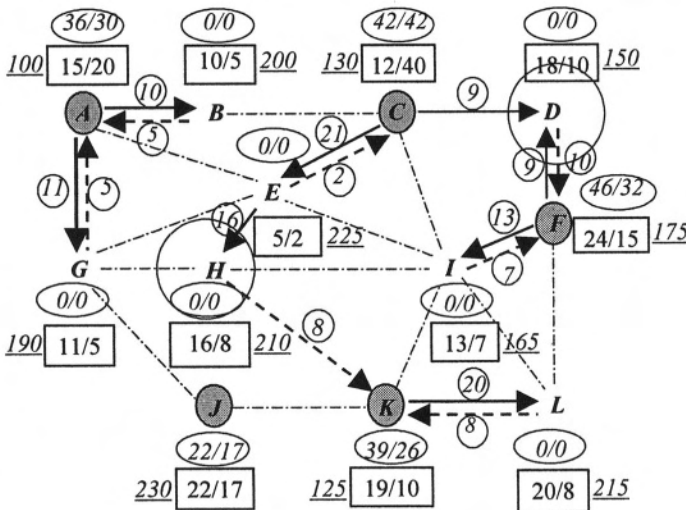 36/30 0/0 42/42 0/0
100 15/20 10/5 200 130 12/40 18/10 150
A 10 B C 9 D
5 0/0 21
11 5 2 9 10
E 46/32
16 13 F
5/2 225 24/15 175
G H I 7
0/0 0/0 8 0/0
190 11/5 16/8 210 13/7 165
20
J K L
8
22/17 39/26 0/0
230 22/17 125 19/10 20/8 215